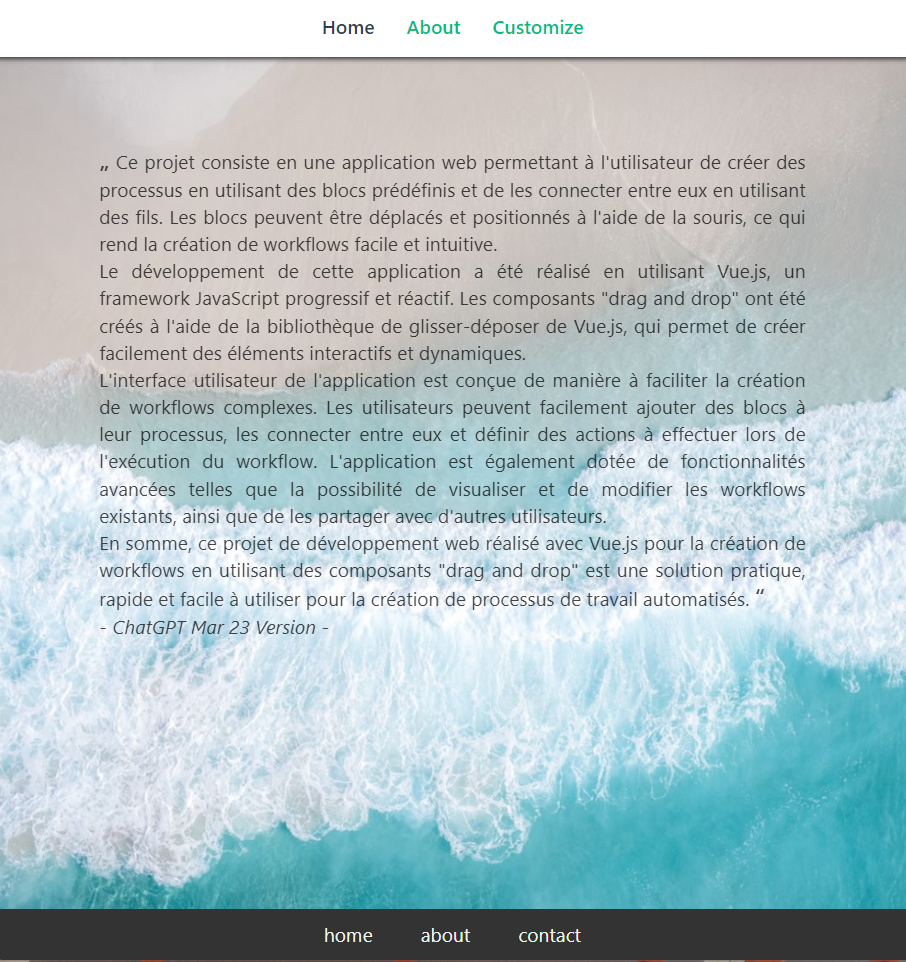 Home About Customize
„ Ce projet consiste en une application web permettant à l'utilisateur de créer des
processus en utilisant des blocs prédéfinis et de les connecter entre eux en utilisant
des fils. Les blocs peuvent être déplacés et positionnés à l'aide de la souris, ce qui
rend la création de workflows facile et intuitive.
Le développement de cette application a été réalisé en utilisant Vue.js, un
framework JavaScript progressif et réactif. Les composants "drag and drop" ont été
créés à l'aide de la bibliothèque de glisser-déposer de Vue.js, qui permet de créer
facilement des éléments interactifs et dynamiques.
L'interface utilisateur de l'application est conçue de manière à faciliter la création
de workflows complexes. Les utilisateurs peuvent facilement ajouter des blocs à
leur processus, les connecter entre eux et définir des actions à effectuer lors de
l'exécution du workflow. L'application est également dotée de fonctionnalités
avancées telles que la possibilité de visualiser et de modifier les workflows
existants, ainsi que de les partager avec d'autres utilisateurs.
En somme, ce projet de développement web réalisé avec Vue.js pour la création de
workflows en utilisant des composants "drag and drop" est une solution pratique,
rapide et facile à utiliser pour la création de processus de travail automatisés. “
- ChatGPT Mar 23 Version -
home about contact